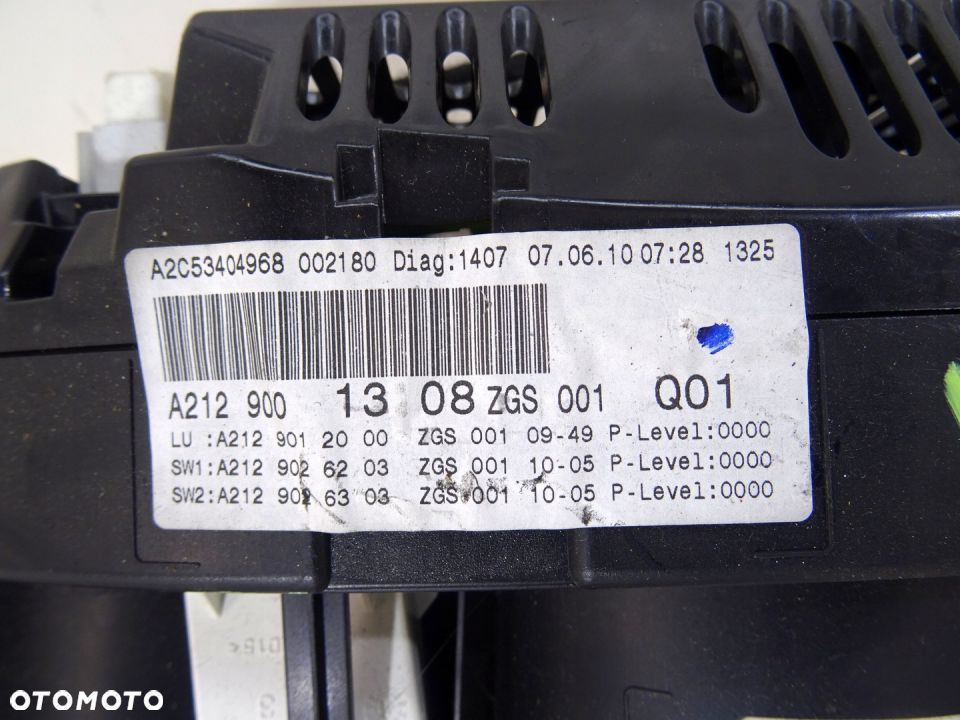 A2C53404968 002180 Diag:1407 07.06.10 07:28 1325
A212 900 13 08 ZGS 001 Q01
LU :A212 901 20 00 ZGS 001 09-49 P-Level:0000
SW1:A212 902 62 03 ZGS 001 10-05 P-Level:0000
SW2:A212 902 63 03 ZGS 001 10-05 P-Level:0000
OTOMOTO